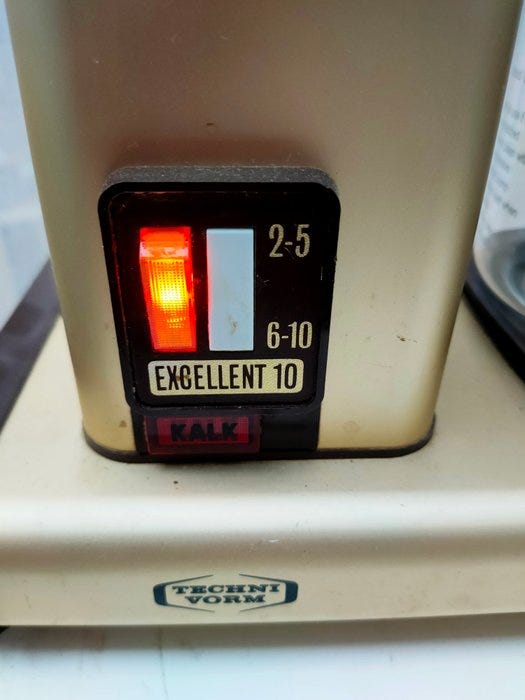 2-5
6-10
EXCELLENT 10
KALK
TECHNI
VORM